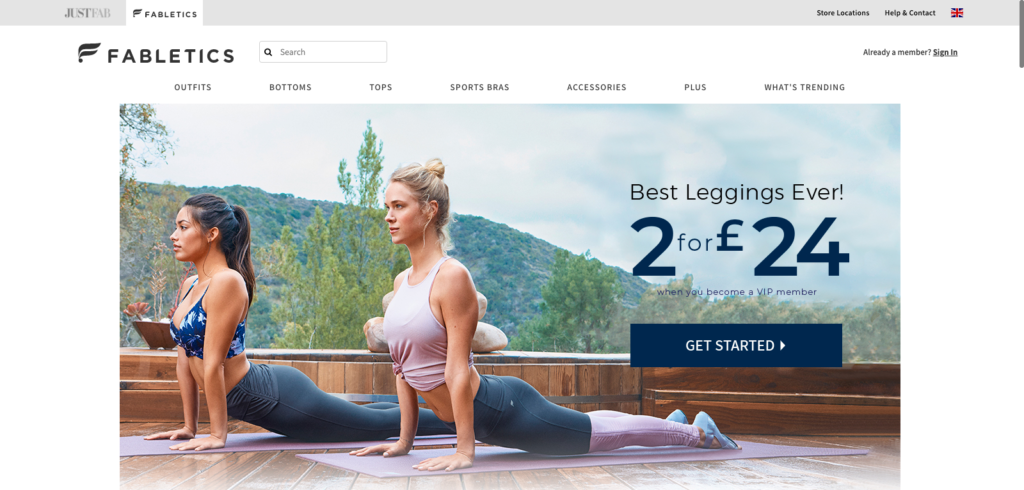 JUSTFAB
FABLETICS
Store Locations
Help & Contact
FABLETICS
Search
Already a member? Sign In
OUTFITS
BOTTOMS
TOPS
SPORTS BRAS
ACCESSORIES
PLUS
WHAT'S TRENDING
Best Leggings Ever!
2 for £24
when you become a VIP member
GET STARTED